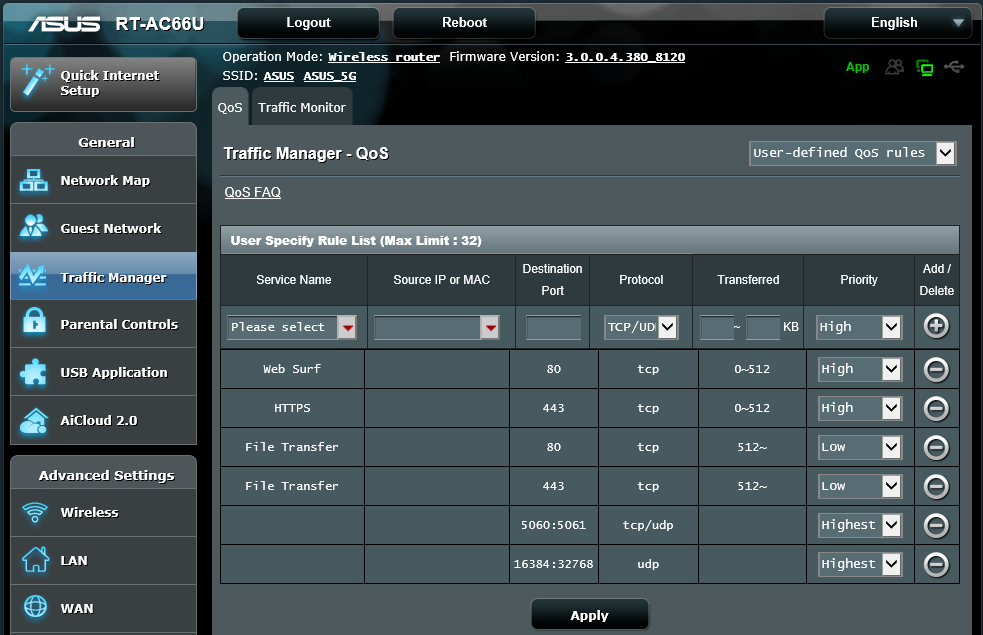 ASUS RT-AC66U Logout Reboot English
Operation Mode: Wireless router Firmware Version: 3.0.0.4.380_8120
SSID: ASUS ASUS_5G
App
Quick Internet
Setup
General
Network Map
Guest Network
Traffic Manager
Parental Controls
USB Application
AiCloud 2.0
Advanced Settings
Wireless
LAN
WAN
QoS Traffic Monitor
Traffic Manager - QoS User-defined QoS rules
QoS FAQ
User Specify Rule List (Max Limit : 32)
Service Name Source IP or MAC Destination Port Protocol Transferred Priority Add / Delete
Please select TCP/UD ~ KB High
Web Surf 80 tcp 0~512 High
HTTPS 443 tcp 0~512 High
File Transfer 80 tcp 512~ Low
File Transfer 443 tcp 512~ Low
5060:5061 tcp/udp Highest
16384:32768 udp Highest
Apply